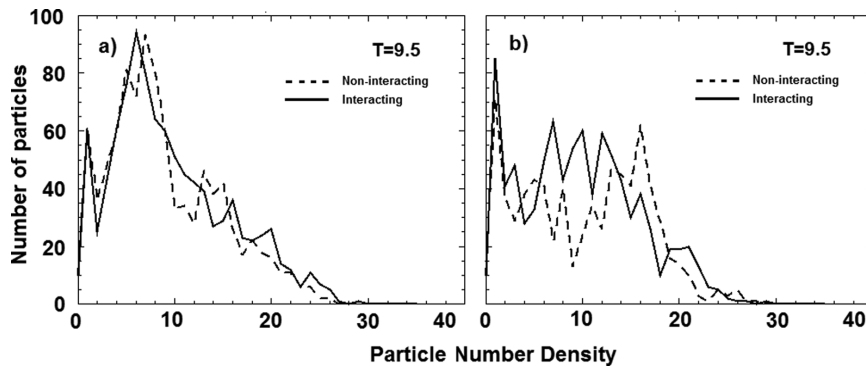 a)
T=9.5
Non-interacting
Interacting
b)
T=9.5
Non-interacting
Interacting
Number of particles
100
80
60
40
20
0
0
10
20
30
40
0
10
20
30
40
Particle Number Density